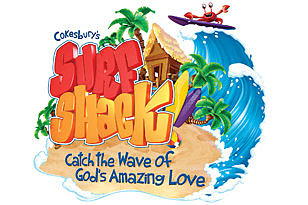 Cokesbury's
SURF
SHACK
Catch the Wave of
God's Amazing Love